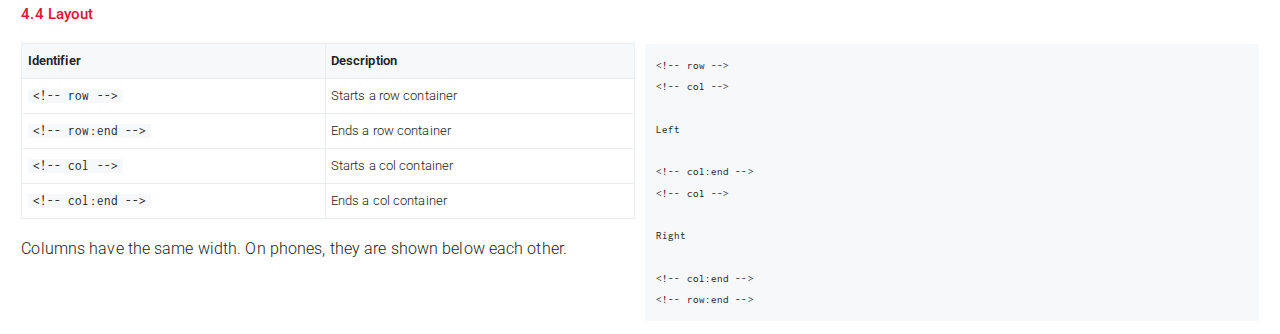 4.4 Layout
Identifier Description
<!-- row --> Starts a row container
<!-- row:end --> Ends a row container
<!-- col --> Starts a col container
<!-- col:end --> Ends a col container
Columns have the same width. On phones, they are shown below each other.
<!-- row -->
<!-- col -->
Left
<!-- col:end -->
<!-- col -->
Right
<!-- col:end -->
<!-- row:end -->